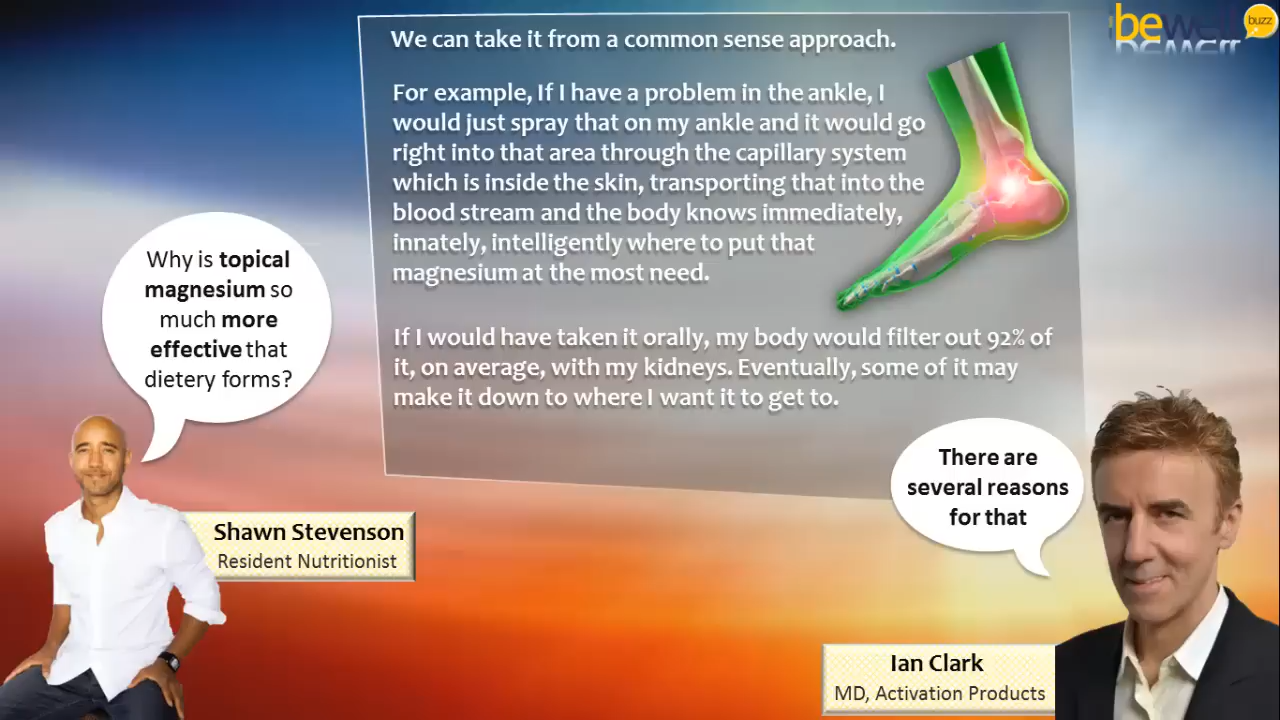 bewell buzz
We can take it from a common sense approach.
For example, If I have a problem in the ankle, I
would just spray that on my ankle and it would go
right into that area through the capillary system
which is inside the skin, transporting that into the
blood stream and the body knows immediately,
innately, intelligently where to put that
magnesium at the most need.
If I would have taken it orally, my body would filter out 92% of
it, on average, with my kidneys. Eventually, some of it may
make it down to where I want it to get to.
Why is topical
magnesium so
much more
effective that
dietery forms?
There are
several reasons
for that
Shawn Stevenson
Resident Nutritionist
Ian Clark
MD, Activation Products